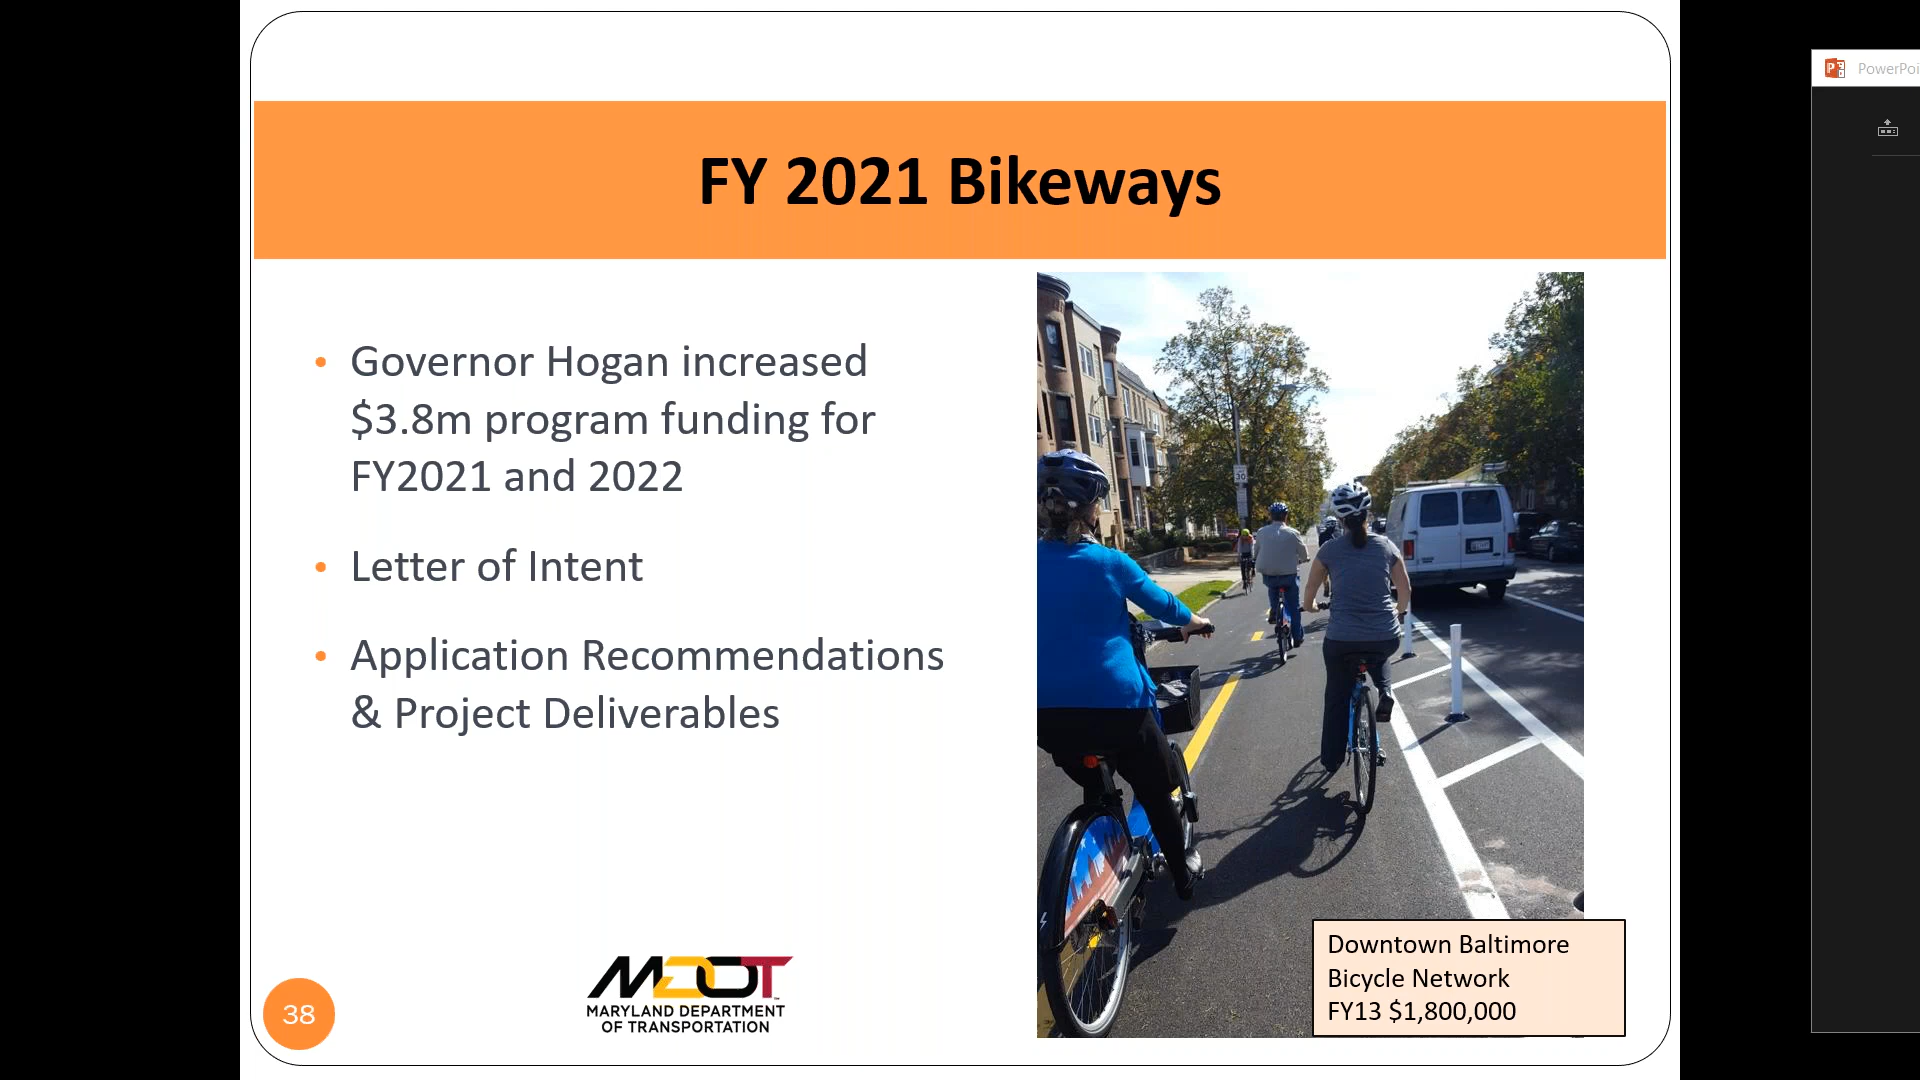 PowerPoi
FY 2021 Bikeways
• Governor Hogan increased
$3.8m program funding for
FY2021 and 2022
• Letter of Intent
• Application Recommendations
& Project Deliverables
30
Downtown Baltimore
Bicycle Network
FY13 $1,800,000
MDOT
MARYLAND DEPARTMENT
OF TRANSPORTATION
38